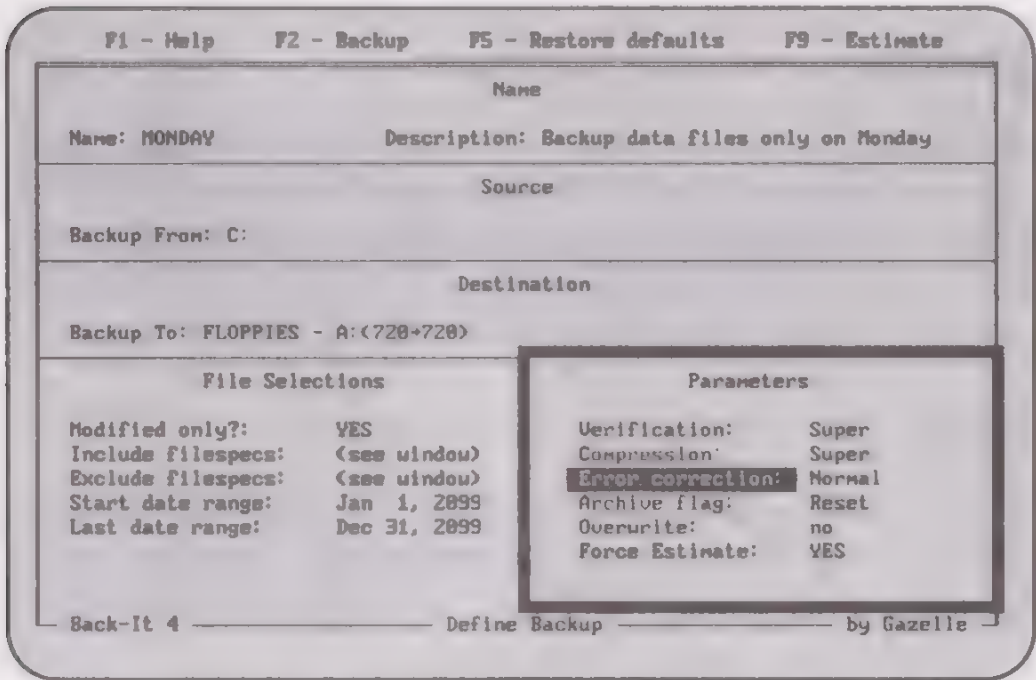 F1 - Help F2 - Backup F5 - Restore defaults F9 - Estimate
Name
Name: MONDAY Description: Backup data files only on Monday
Source
Backup From: C:
Destination
Backup To: FLOPPIES - A:(720→720)
File Selections
Modified only?: YES
Include filespecs: (see window)
Exclude filespecs: (see window)
Start date range: Jan 1, 2099
Last date range: Dec 31, 2099
Parameters
Verification: Super
Compression: Super
Error correction: Normal
Archive flag: Reset
Overwrite: no
Force Estimate: YES
Back-It 4 Define Backup by Gazelle